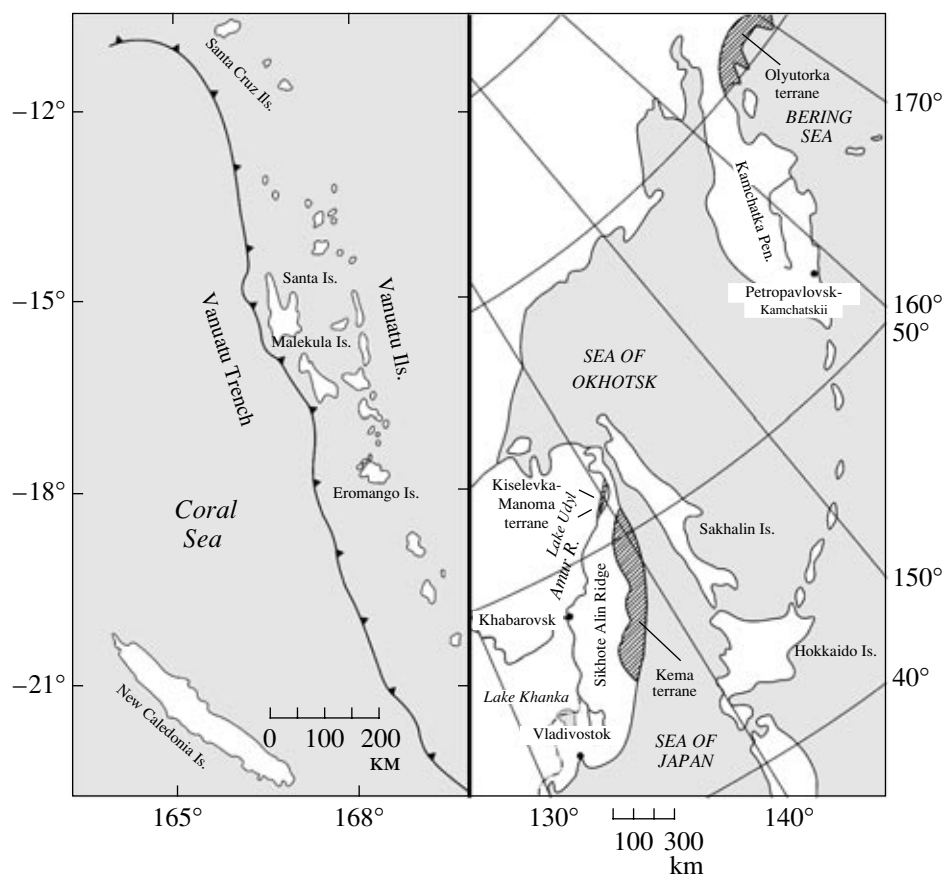 −12°
−15°
−18°
−21°
165°
168°
Santa Cruz Ils.
Santa Is.
Malekula Is.
Vanuatu Ils.
Vanuatu Trench
Eromango Is.
Coral
Sea
New Caledonia Is.
0 100 200
КМ
Olyutorka
terrane
BERING
SEA
Kamchatka Pen.
Petropavlovsk-
Kamchatskii
SEA OF
OKHOTSK
Kiselevka-
Manoma
terrane
Lake Udyl
Amur R.
Sakhalin Is.
Khabarovsk
Sikhote Alin Ridge
Hokkaido Is.
Kema
terrane
Lake Khanka
Vladivostok
SEA OF
JAPAN
170°
160°
50°
150°
40°
130°
140°
100 300
km